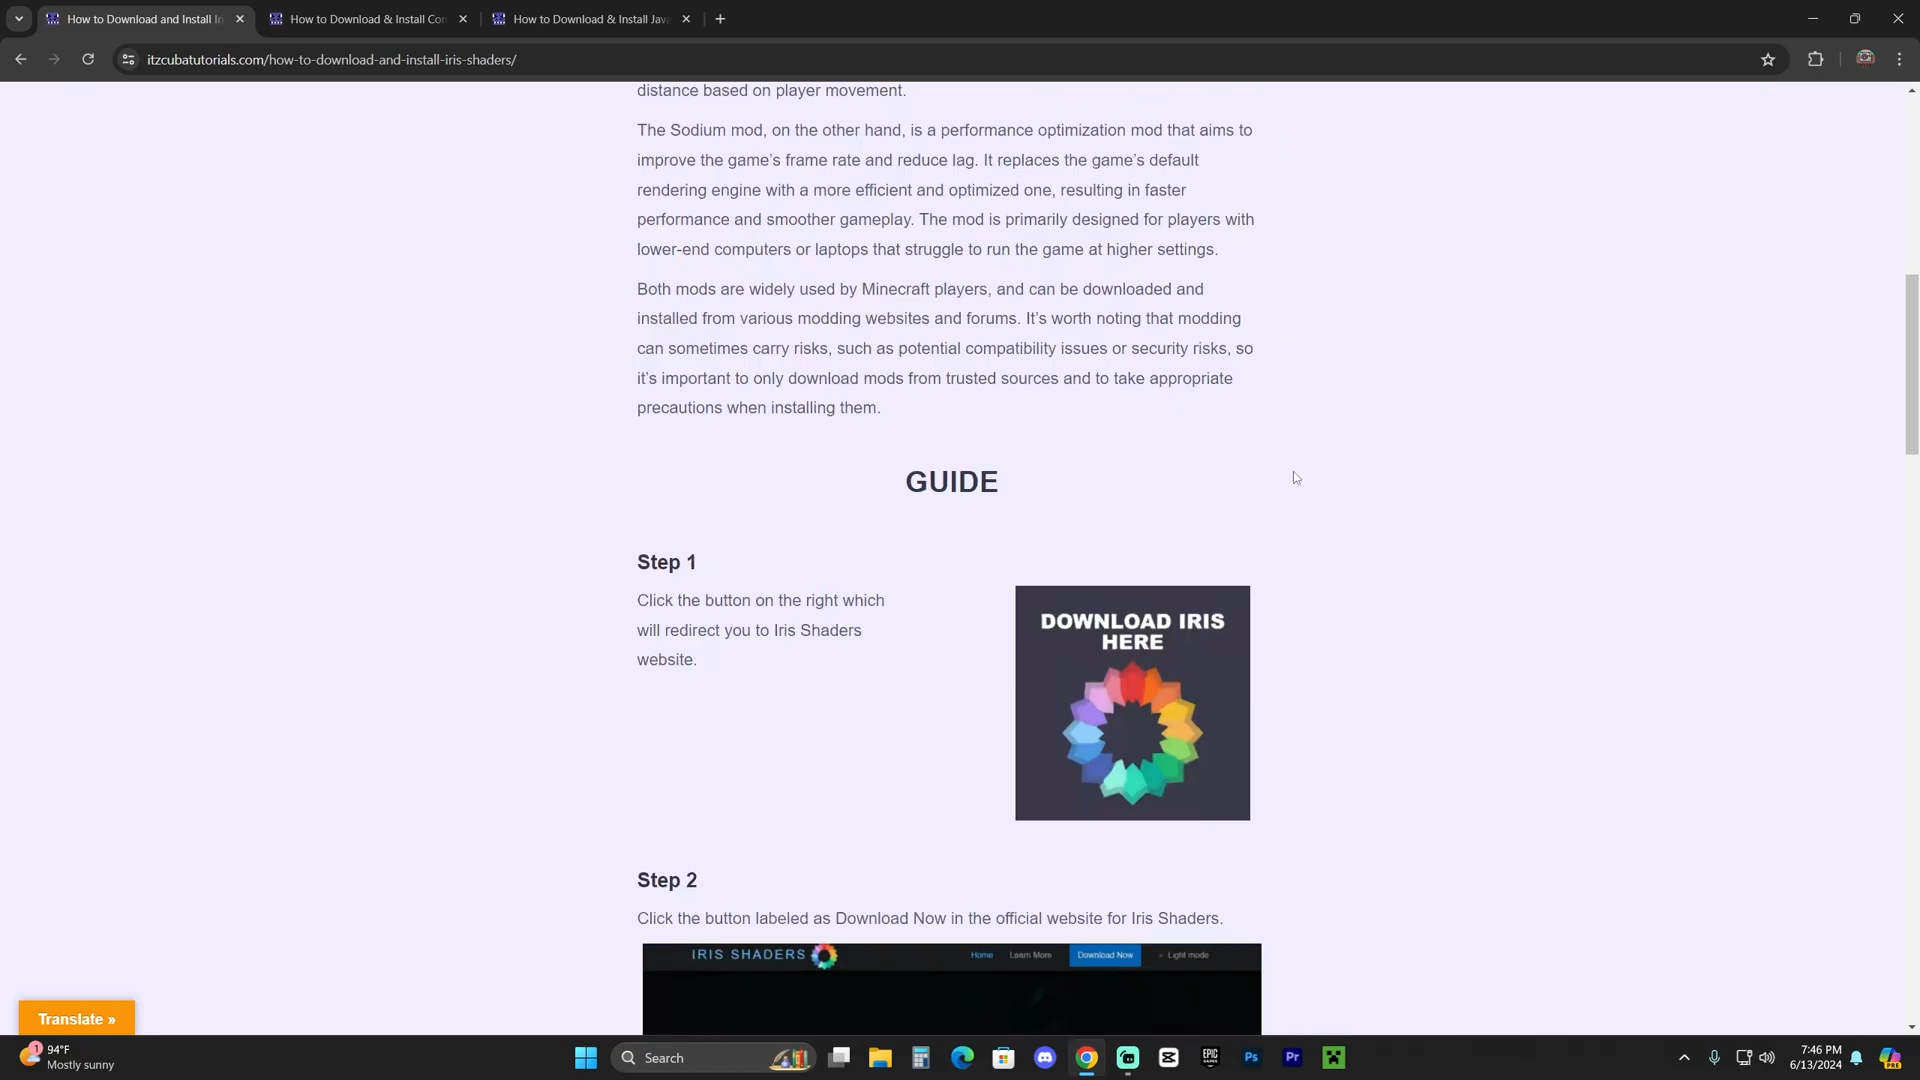 How to Download and Install Ir
How to Download & Install Con
How to Download & Install Java
itzcubatutorials.com/how-to-download-and-install-iris-shaders/
distance based on player movement.
The Sodium mod, on the other hand, is a performance optimization mod that aims to
improve the game's frame rate and reduce lag. It replaces the game's default
rendering engine with a more efficient and optimized one, resulting in faster
performance and smoother gameplay. The mod is primarily designed for players with
lower-end computers or laptops that struggle to run the game at higher settings.
Both mods are widely used by Minecraft players, and can be downloaded and
installed from various modding websites and forums. It's worth noting that modding
can sometimes carry risks, such as potential compatibility issues or security risks, so
it's important to only download mods from trusted sources and to take appropriate
precautions when installing them.
GUIDE
Step 1
Click the button on the right which
will redirect you to Iris Shaders
website.
DOWNLOAD IRIS
HERE
Step 2
Click the button labeled as Download Now in the official website for Iris Shaders.
IRIS SHADERS
Home
Learn More
Download Now
Light mode
Translate »
1
94°F
Mostly sunny
Search
EPIC
GAMES
Ps
Pr
7:46 PM
6/13/2024
PRE